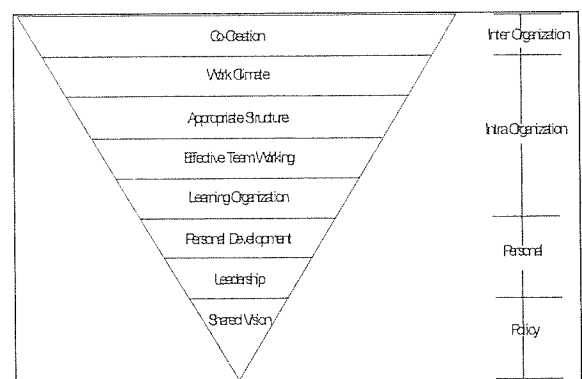 Co-Creation
Inter Organization
Work Climate
Appropriate Structure
Intra Organization
Effective Team Working
Learning Organization
Personal Development
Personal
Leadership
Shared Vision
Policy